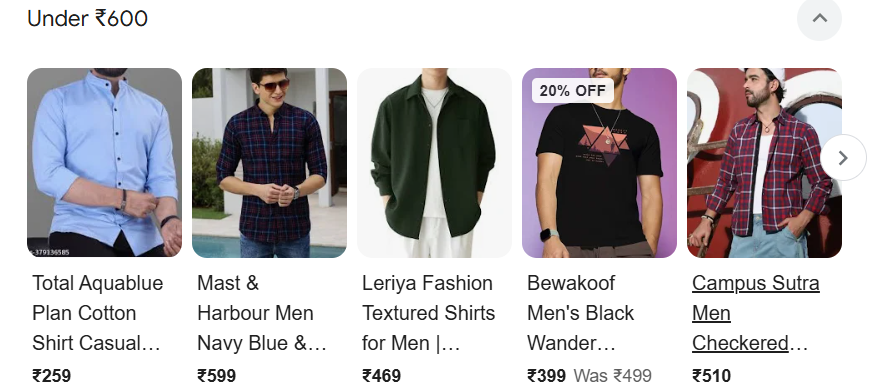 Under ₹600
20% OFF
Total Aquablue
Plan Cotton
Shirt Casual...
₹259
Mast &
Harbour Men
Navy Blue &...
₹599
Leriya Fashion
Textured Shirts
for Men |...
₹469
Bewakoof
Men's Black
Wander...
₹399 Was ₹499
Campus Sutra
Men
Checkered...
₹510